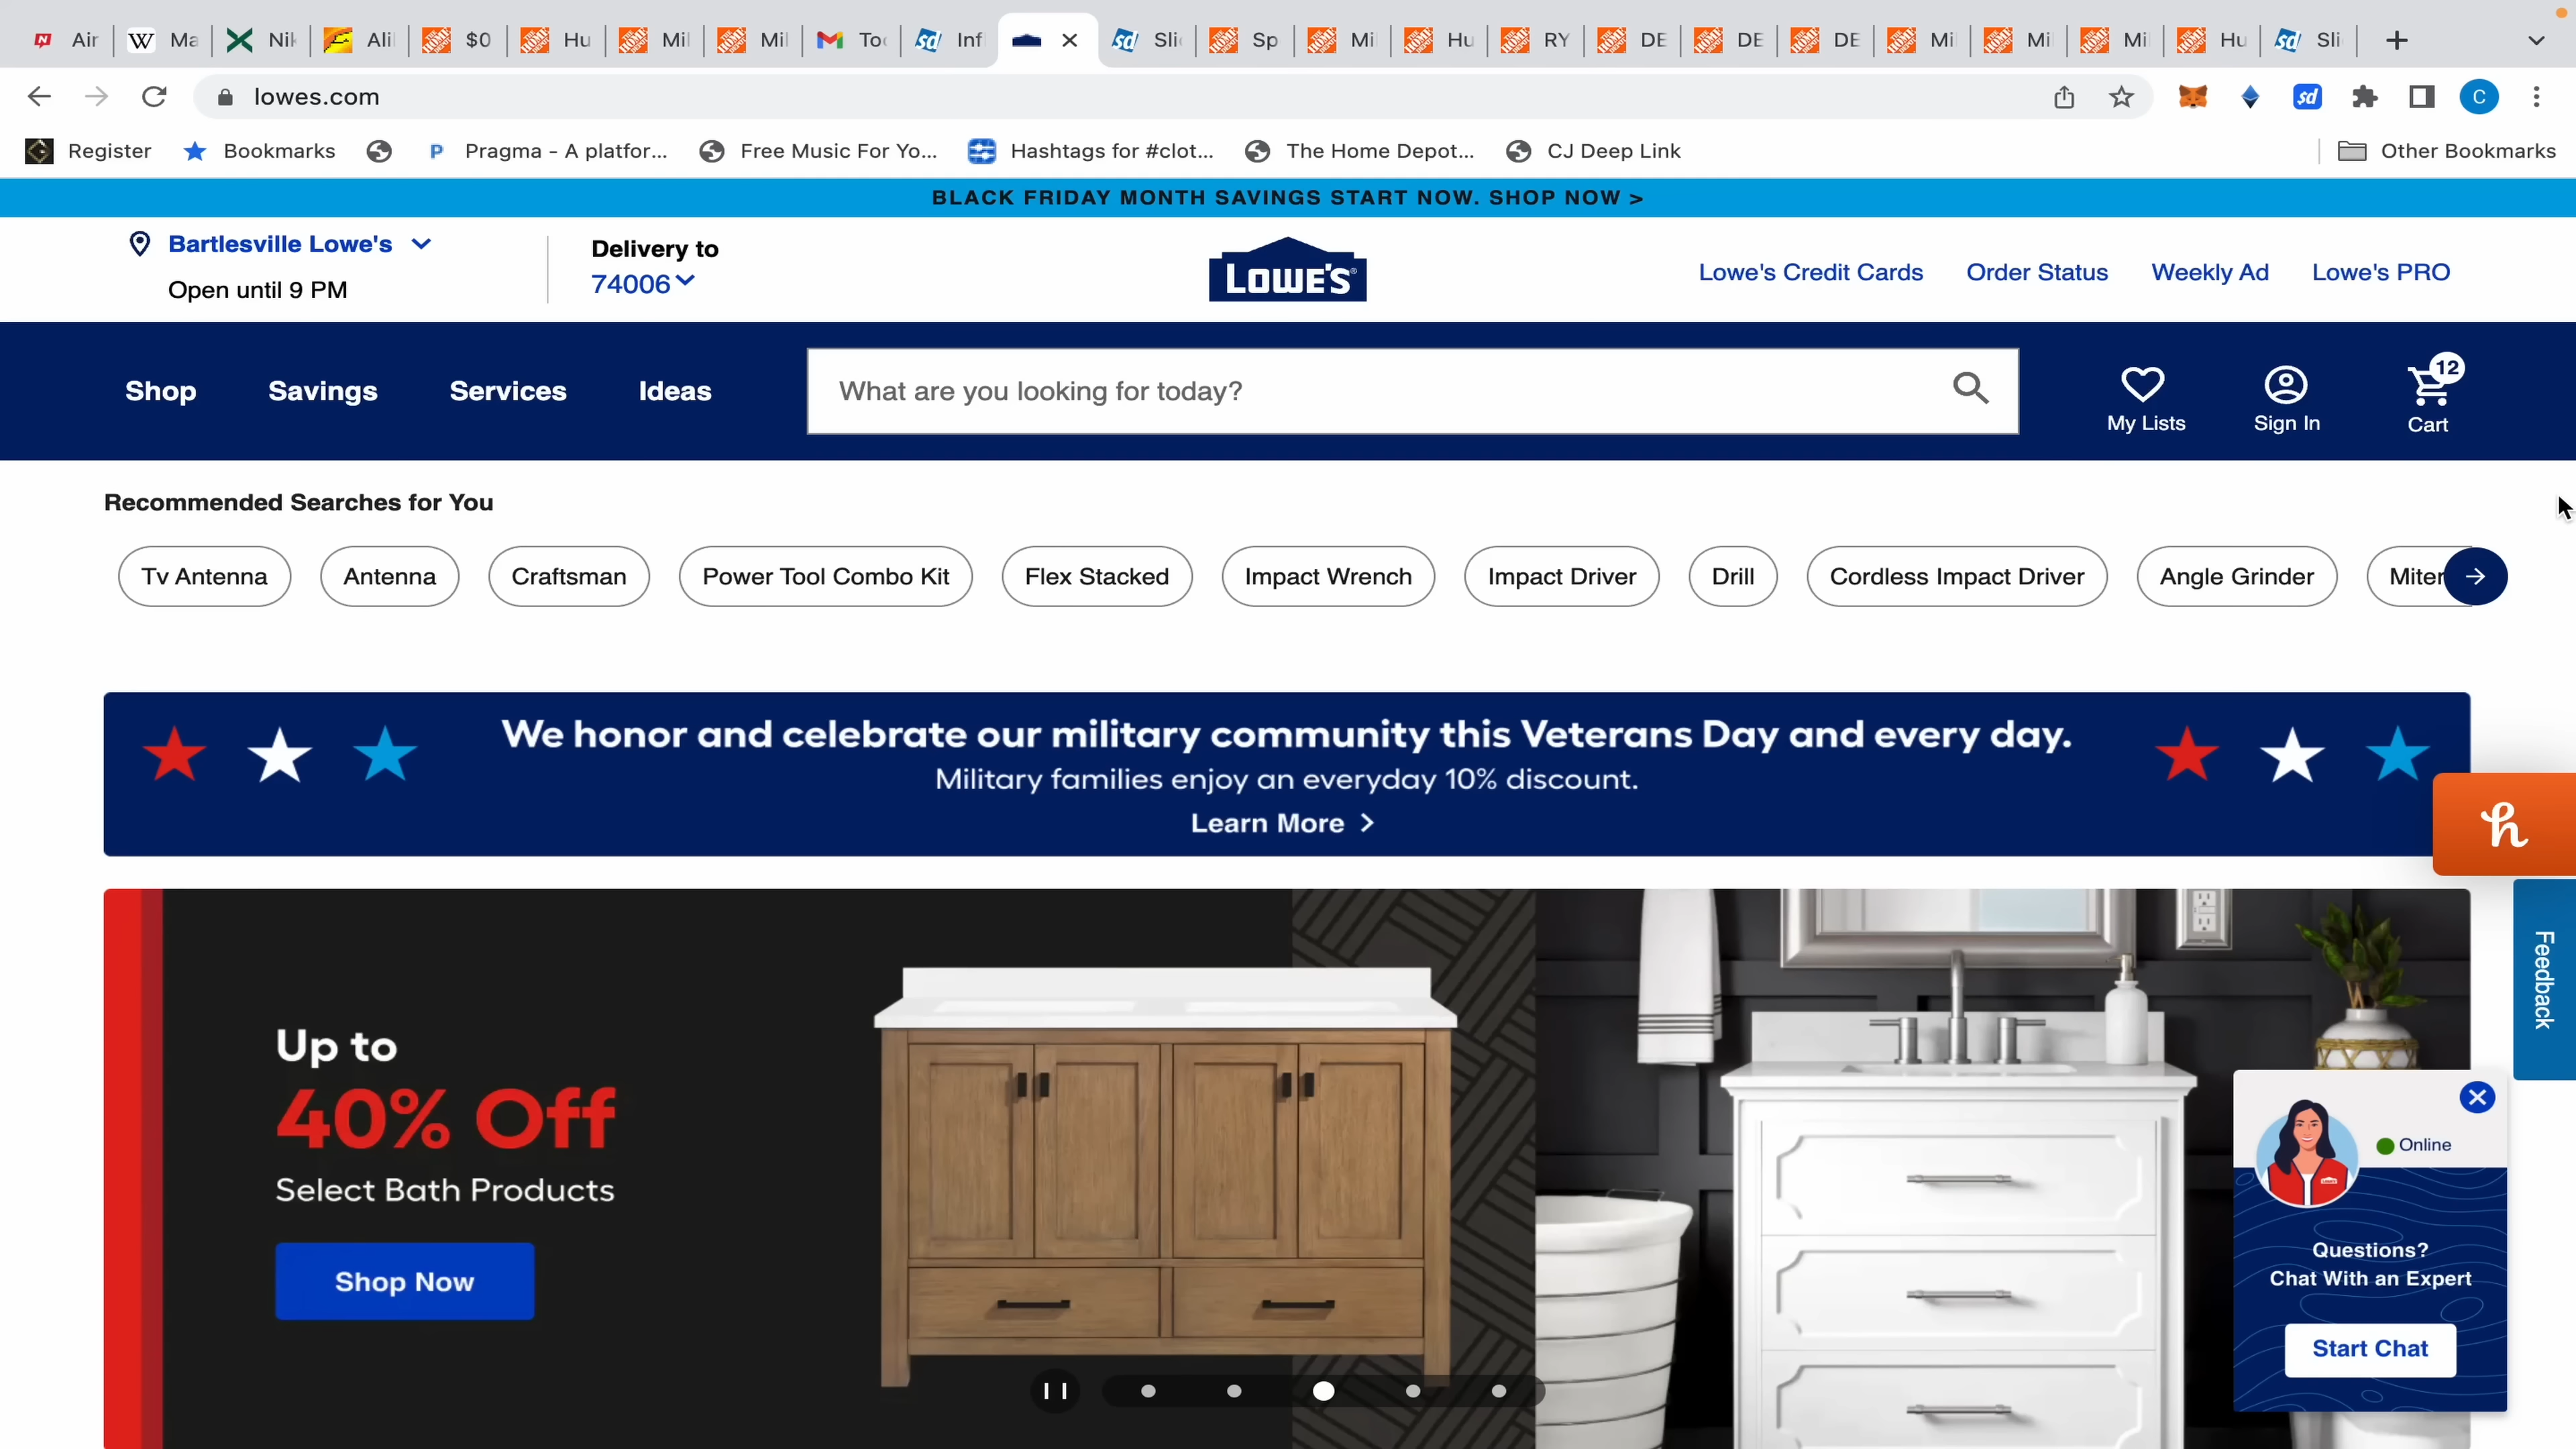 Air
Ma
Nik
Ali
$0
Hu
Mil
Mil
Too
Inf
Sli
Sp
Mi
Hu
RY
DE
DE
DE
Mi
Mi
Mi
Hu
Sli
lowes.com
C
Register
Bookmarks
Pragma - A platfor...
Free Music For Yo...
Hashtags for #clot...
The Home Depot...
CJ Deep Link
Other Bookmarks
BLACK FRIDAY MONTH SAVINGS START NOW. SHOP NOW >
Bartlesville Lowe's
Open until 9 PM
Delivery to
74006
LOWE'S
Lowe's Credit Cards
Order Status
Weekly Ad
Lowe's PRO
Shop
Savings
Services
Ideas
What are you looking for today?
My Lists
Sign In
12
Cart
Recommended Searches for You
Tv Antenna
Antenna
Craftsman
Power Tool Combo Kit
Flex Stacked
Impact Wrench
Impact Driver
Drill
Cordless Impact Driver
Angle Grinder
Miter
We honor and celebrate our military community this Veterans Day and every day.
Military families enjoy an everyday 10% discount.
Learn More >
h
Feedback
Up to
40% Off
Select Bath Products
Shop Now
Online
Questions?
Chat With an Expert
Start Chat